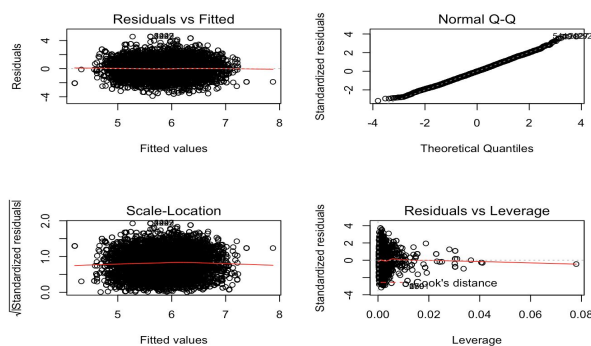 Residuals vs Fitted
Residuals
4
2
0
-4
5
6
7
8
Fitted values
Normal Q-Q
Standardized residuals
2
0
-2
-4
-2
0
2
4
Theoretical Quantiles
Scale-Location
√|Standardized residuals|
2.0
1.0
0.0
5
6
7
8
Fitted values
Residuals vs Leverage
Standardized residuals
4
2
0
-4
Cook's distance
0.00
0.02
0.04
0.06
0.08
Leverage